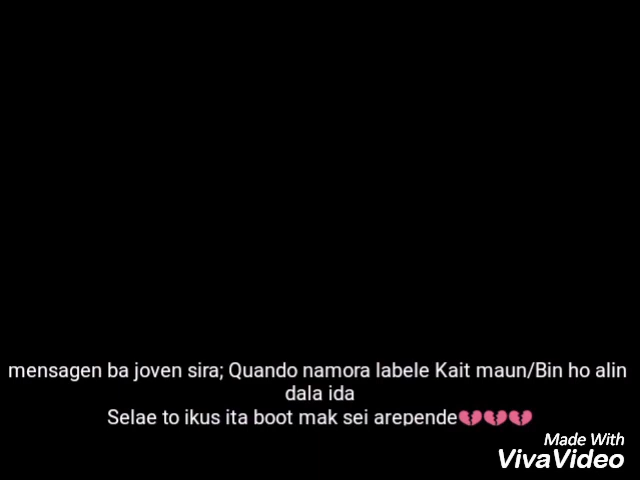 mensagen ba joven sira; Quando namora labele Kait maun/Bin ho alin
dala ida
Selae to ikus ita boot mak sei arepende💔💔💔
Made With
VivaVideo